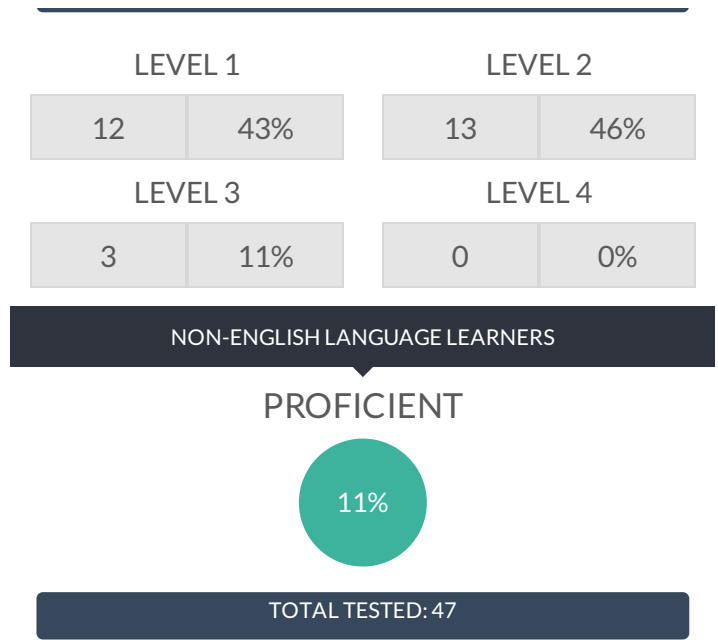 LEVEL 1 LEVEL 2
12 43% 13 46%
LEVEL 3 LEVEL 4
3 11% 0 0%
NON-ENGLISH LANGUAGE LEARNERS
PROFICIENT
11%
TOTAL TESTED: 47